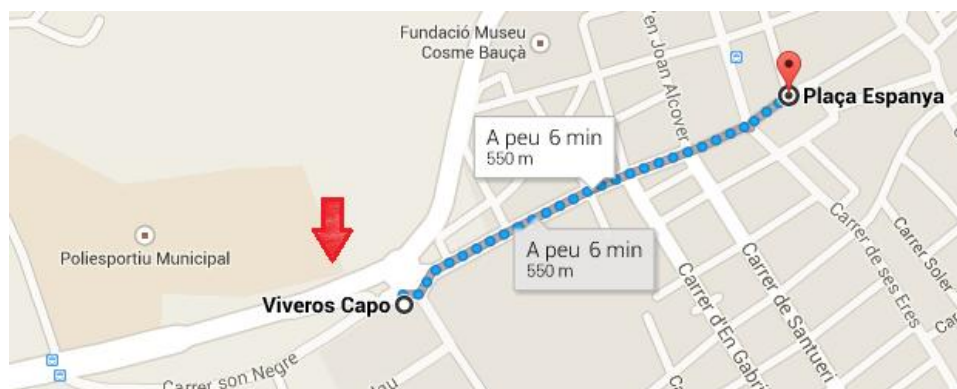 Fundació Museu
Cosme Bauçà
en Joan Alcover
Plaça Espanya
A peu 6 min
550 m
Poliesportiu Municipal
A peu 6 min
550 m
Viveros Capo
Carrer de ses Eres
Carrer Soler
Carrer d'En Gabri
Carrer de Santueri
Carrer son Negre